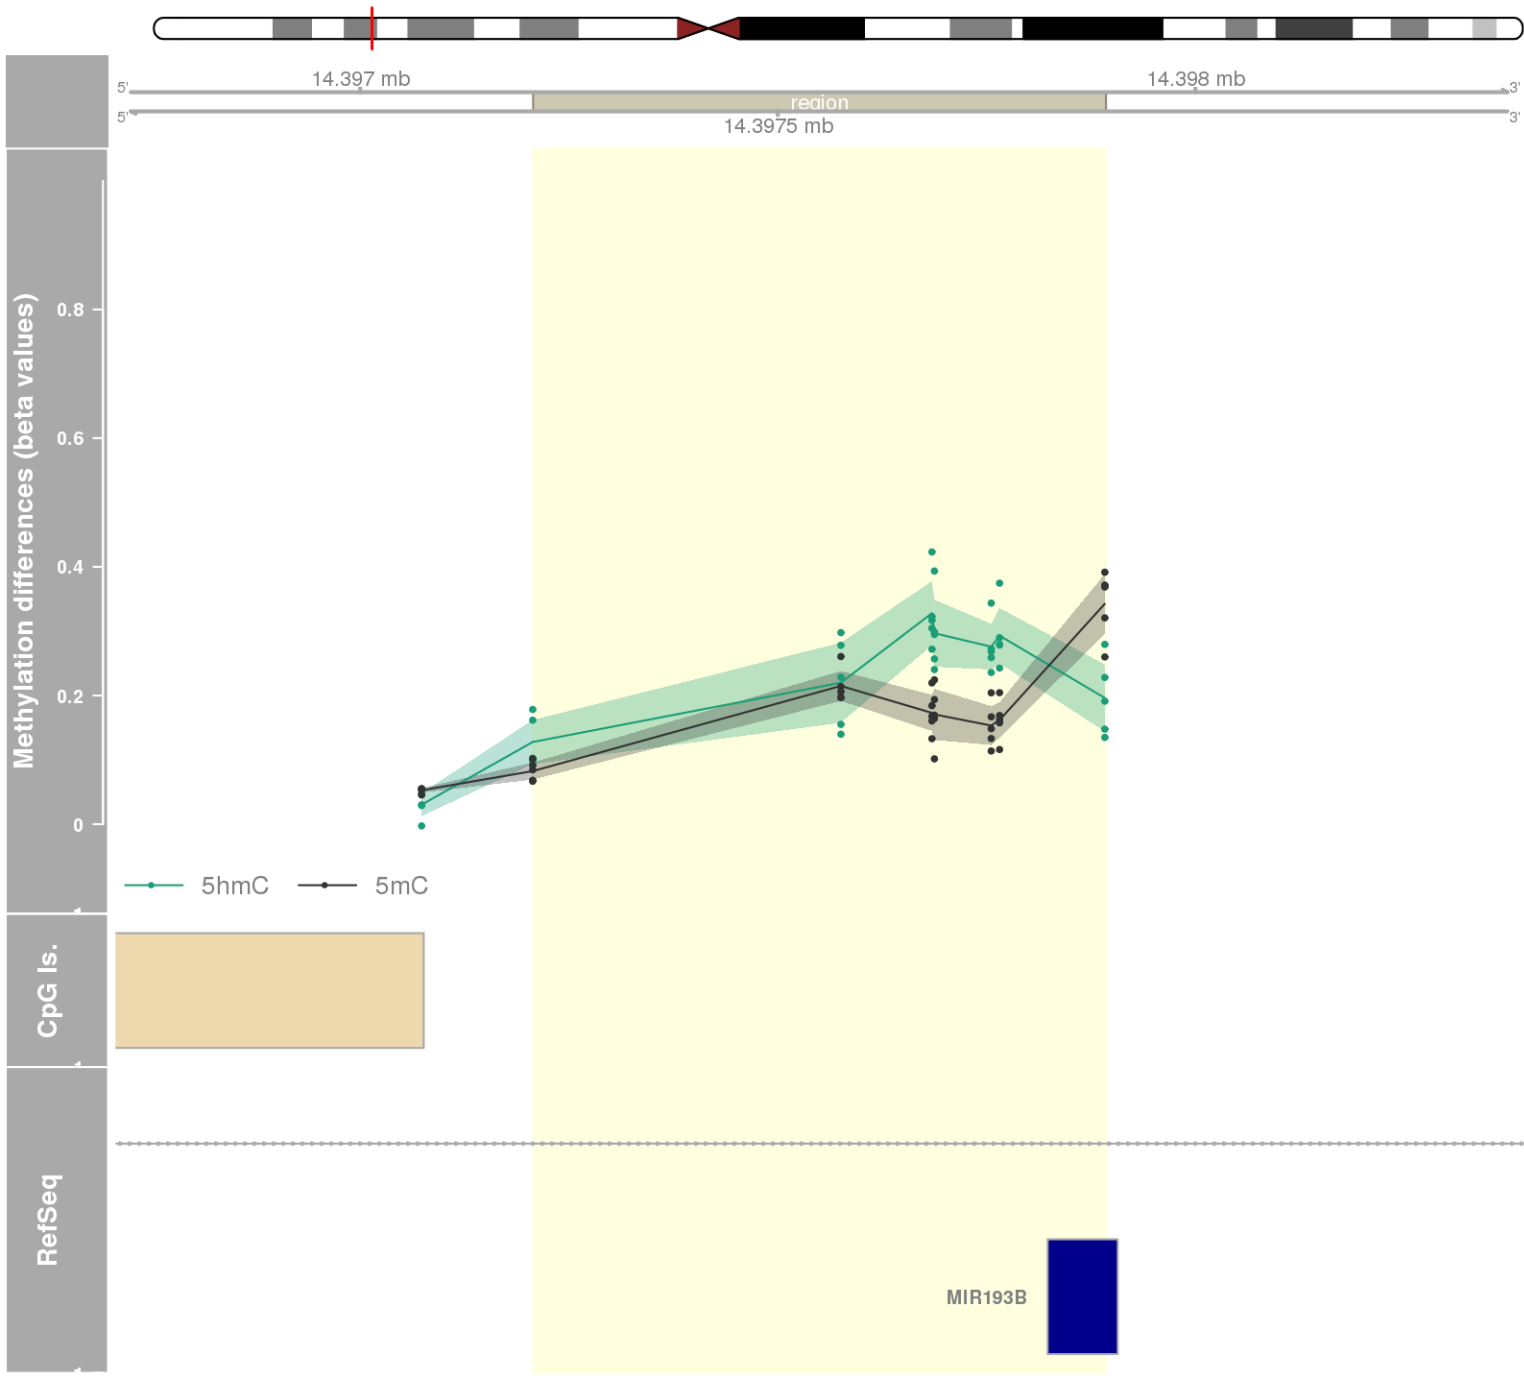 14.397 mb
14.398 mb
5'
3'
region
5'
3'
14.3975 mb
Methylation differences (beta values)
0.8
0.6
0.4
0.2
0
5hmC
5mC
CpG Is.
RefSeq
MIR193B